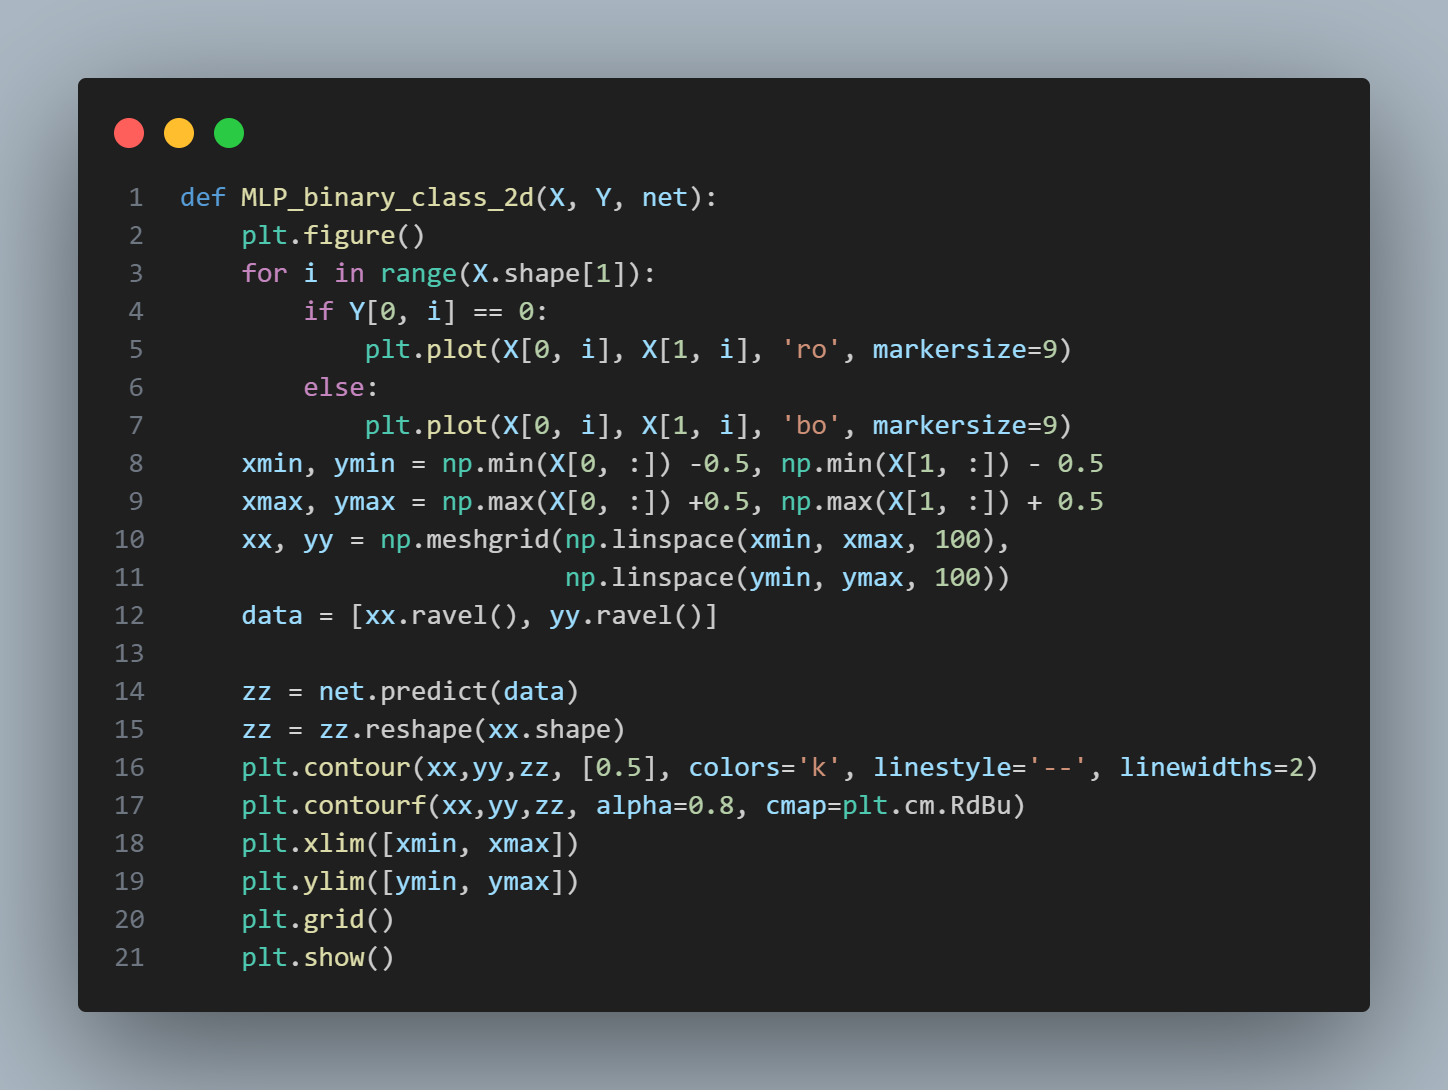 1 def MLP_binary_class_2d(X, Y, net):
2     plt.figure()
3     for i in range(X.shape[1]):
4         if Y[0, i] == 0:
5             plt.plot(X[0, i], X[1, i], 'ro', markersize=9)
6         else:
7             plt.plot(X[0, i], X[1, i], 'bo', markersize=9)
8     xmin, ymin = np.min(X[0, :]) -0.5, np.min(X[1, :]) - 0.5
9     xmax, ymax = np.max(X[0, :]) +0.5, np.max(X[1, :]) + 0.5
10     xx, yy = np.meshgrid(np.linspace(xmin, xmax, 100),
11                          np.linspace(ymin, ymax, 100))
12     data = [xx.ravel(), yy.ravel()]
13
14     zz = net.predict(data)
15     zz = zz.reshape(xx.shape)
16     plt.contour(xx,yy,zz, [0.5], colors='k', linestyle='--', linewidths=2)
17     plt.contourf(xx,yy,zz, alpha=0.8, cmap=plt.cm.RdBu)
18     plt.xlim([xmin, xmax])
19     plt.ylim([ymin, ymax])
20     plt.grid()
21     plt.show()